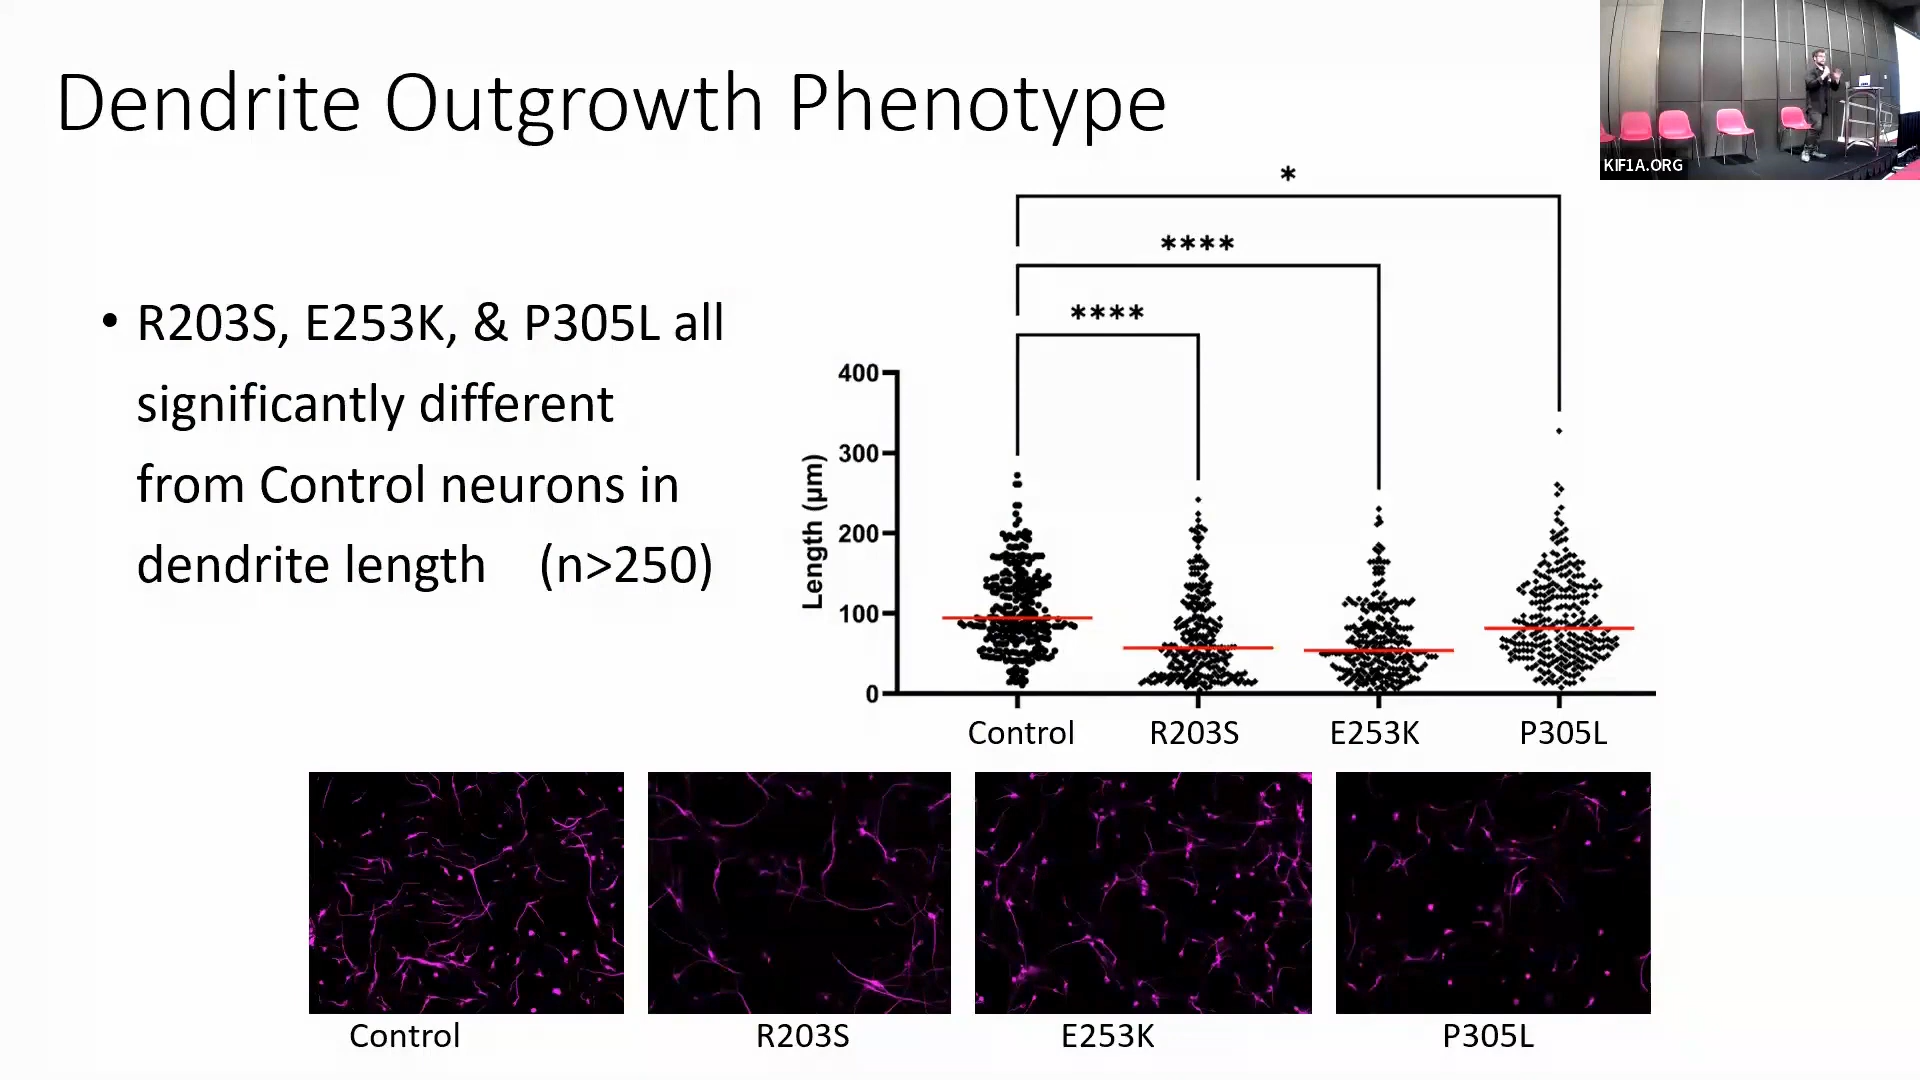 Dendrite Outgrowth Phenotype
KIF1A.ORG
• R203S, E253K, & P305L all
significantly different
from Control neurons in
dendrite length (n>250)
*
****
****
400
300
200
100
0
Length (µm)
Control R203S E253K P305L
Control R203S E253K P305L